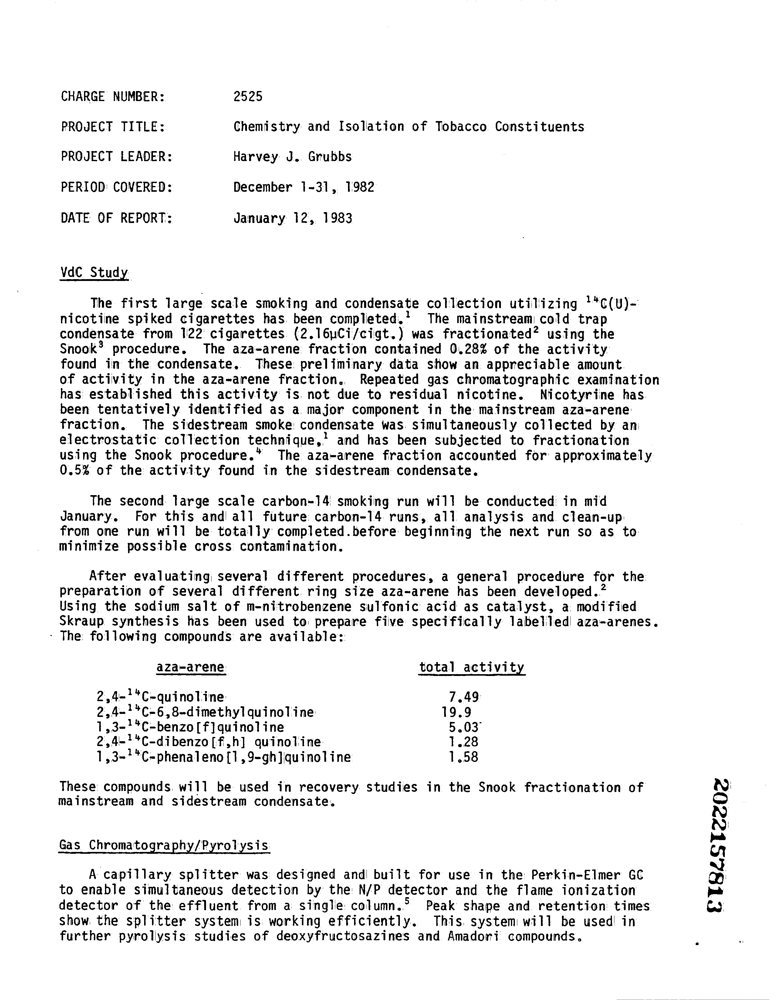 CHARGE NUMBER: 2525
PROJECT TITLE: Chemistry and Isolation of Tobacco Constituents
PROJECT LEADER: Harvey J. Grubbs
PERIOD COVERED: December 1-31, 1982
DATE OF REPORT: January 12, 1983
VdC Study
The first large scale smoking and condensate collection utilizing ¹⁴C(U)-
nicotine spiked cigarettes has been completed.¹ The mainstream cold trap
condensate from 122 cigarettes (2.16µCi/cigt.) was fractionated² using the
Snook³ procedure. The aza-arene fraction contained 0.28% of the activity
found in the condensate. These preliminary data show an appreciable amount
of activity in the aza-arene fraction. Repeated gas chromatographic examination
has established this activity is not due to residual nicotine. Nicotyrine has
been tentatively identified as a major component in the mainstream aza-arene
fraction. The sidestream smoke condensate was simultaneously collected by an
electrostatic collection technique,¹ and has been subjected to fractionation
using the Snook procedure.⁴ The aza-arene fraction accounted for approximately
0.5% of the activity found in the sidestream condensate.
The second large scale carbon-14 smoking run will be conducted in mid
January. For this and all future carbon-14 runs, all analysis and clean-up
from one run will be totally completed before beginning the next run so as to
minimize possible cross contamination.
After evaluating several different procedures, a general procedure for the
preparation of several different ring size aza-arene has been developed.²
Using the sodium salt of m-nitrobenzene sulfonic acid as catalyst, a modified
Skraup synthesis has been used to prepare five specifically labelled aza-arenes.
The following compounds are available:
aza-arene total activity
2,4-¹⁴C-quinoline 7.49
2,4-¹⁴C-6,8-dimethylquinoline 19.9
1,3-¹⁴C-benzo[f]quinoline 5.03
2,4-¹⁴C-dibenzo[f,h] quinoline 1.28
1,3-¹⁴C-phenaleno[1,9-gh]quinoline 1.58
These compounds will be used in recovery studies in the Snook fractionation of
mainstream and sidestream condensate.
Gas Chromatography/Pyrolysis
A capillary splitter was designed and built for use in the Perkin-Elmer GC
to enable simultaneous detection by the N/P detector and the flame ionization
detector of the effluent from a single column.⁵ Peak shape and retention times
show the splitter system is working efficiently. This system will be used in
further pyrolysis studies of deoxyfructosazines and Amadori compounds.
2022157813